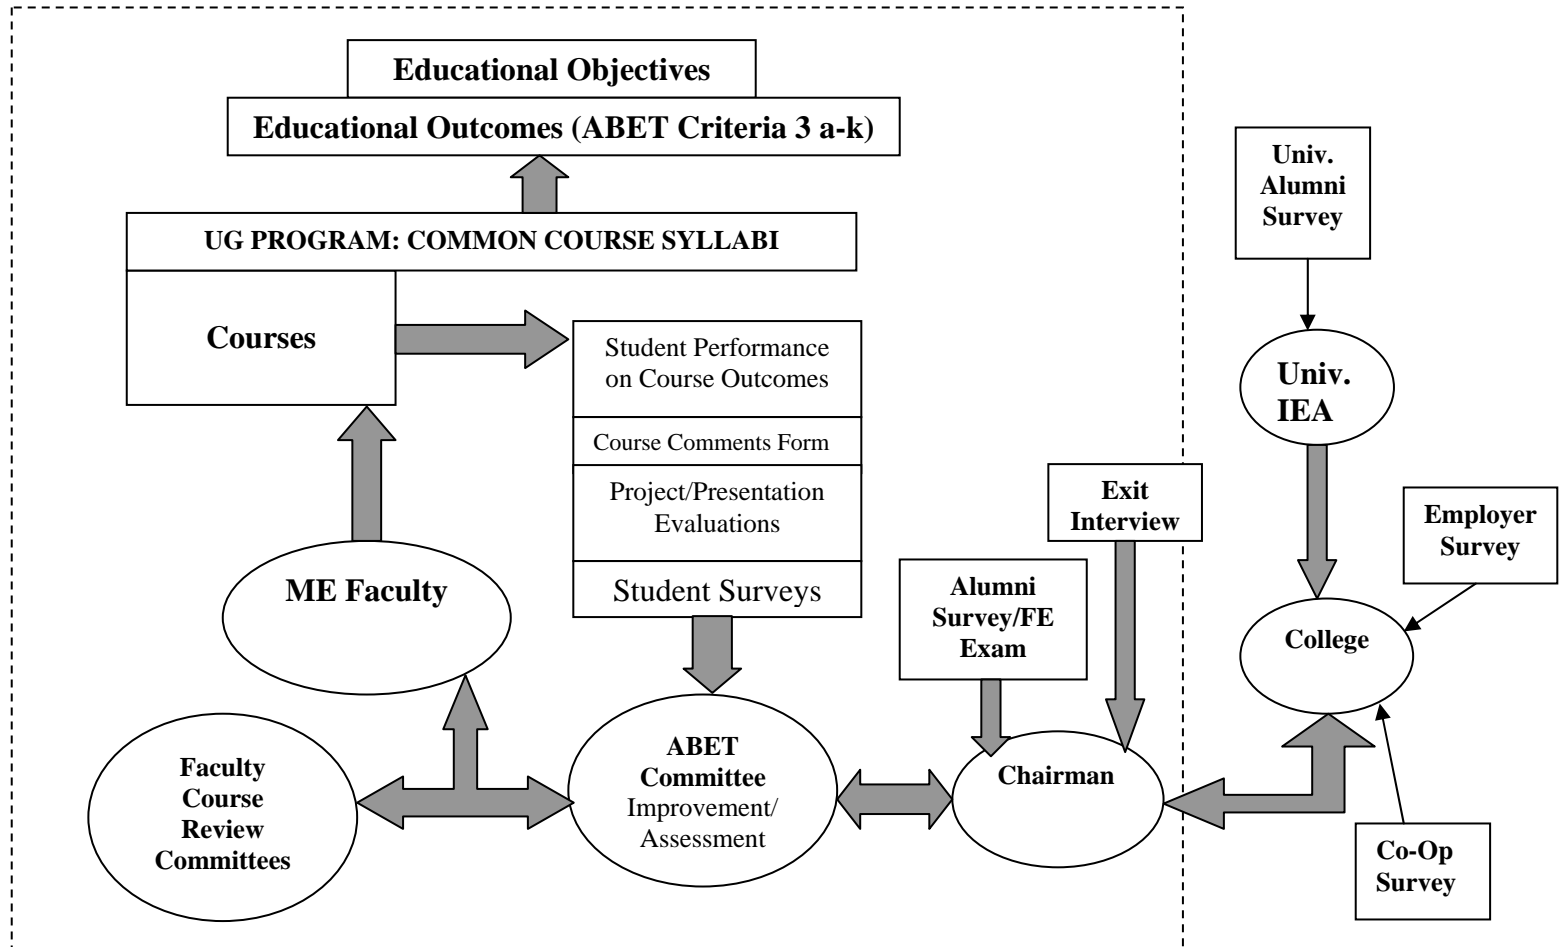 Educational Objectives
Educational Outcomes (ABET Criteria 3 a-k)
UG PROGRAM: COMMON COURSE SYLLABI
Courses
Student Performance
on Course Outcomes
Course Comments Form
Project/Presentation
Evaluations
Student Surveys
ME Faculty
Faculty
Course
Review
Committees
ABET
Committee
Improvement/
Assessment
Alumni
Survey/FE
Exam
Exit
Interview
Chairman
Univ.
Alumni
Survey
Univ.
IEA
Employer
Survey
College
Co-Op
Survey